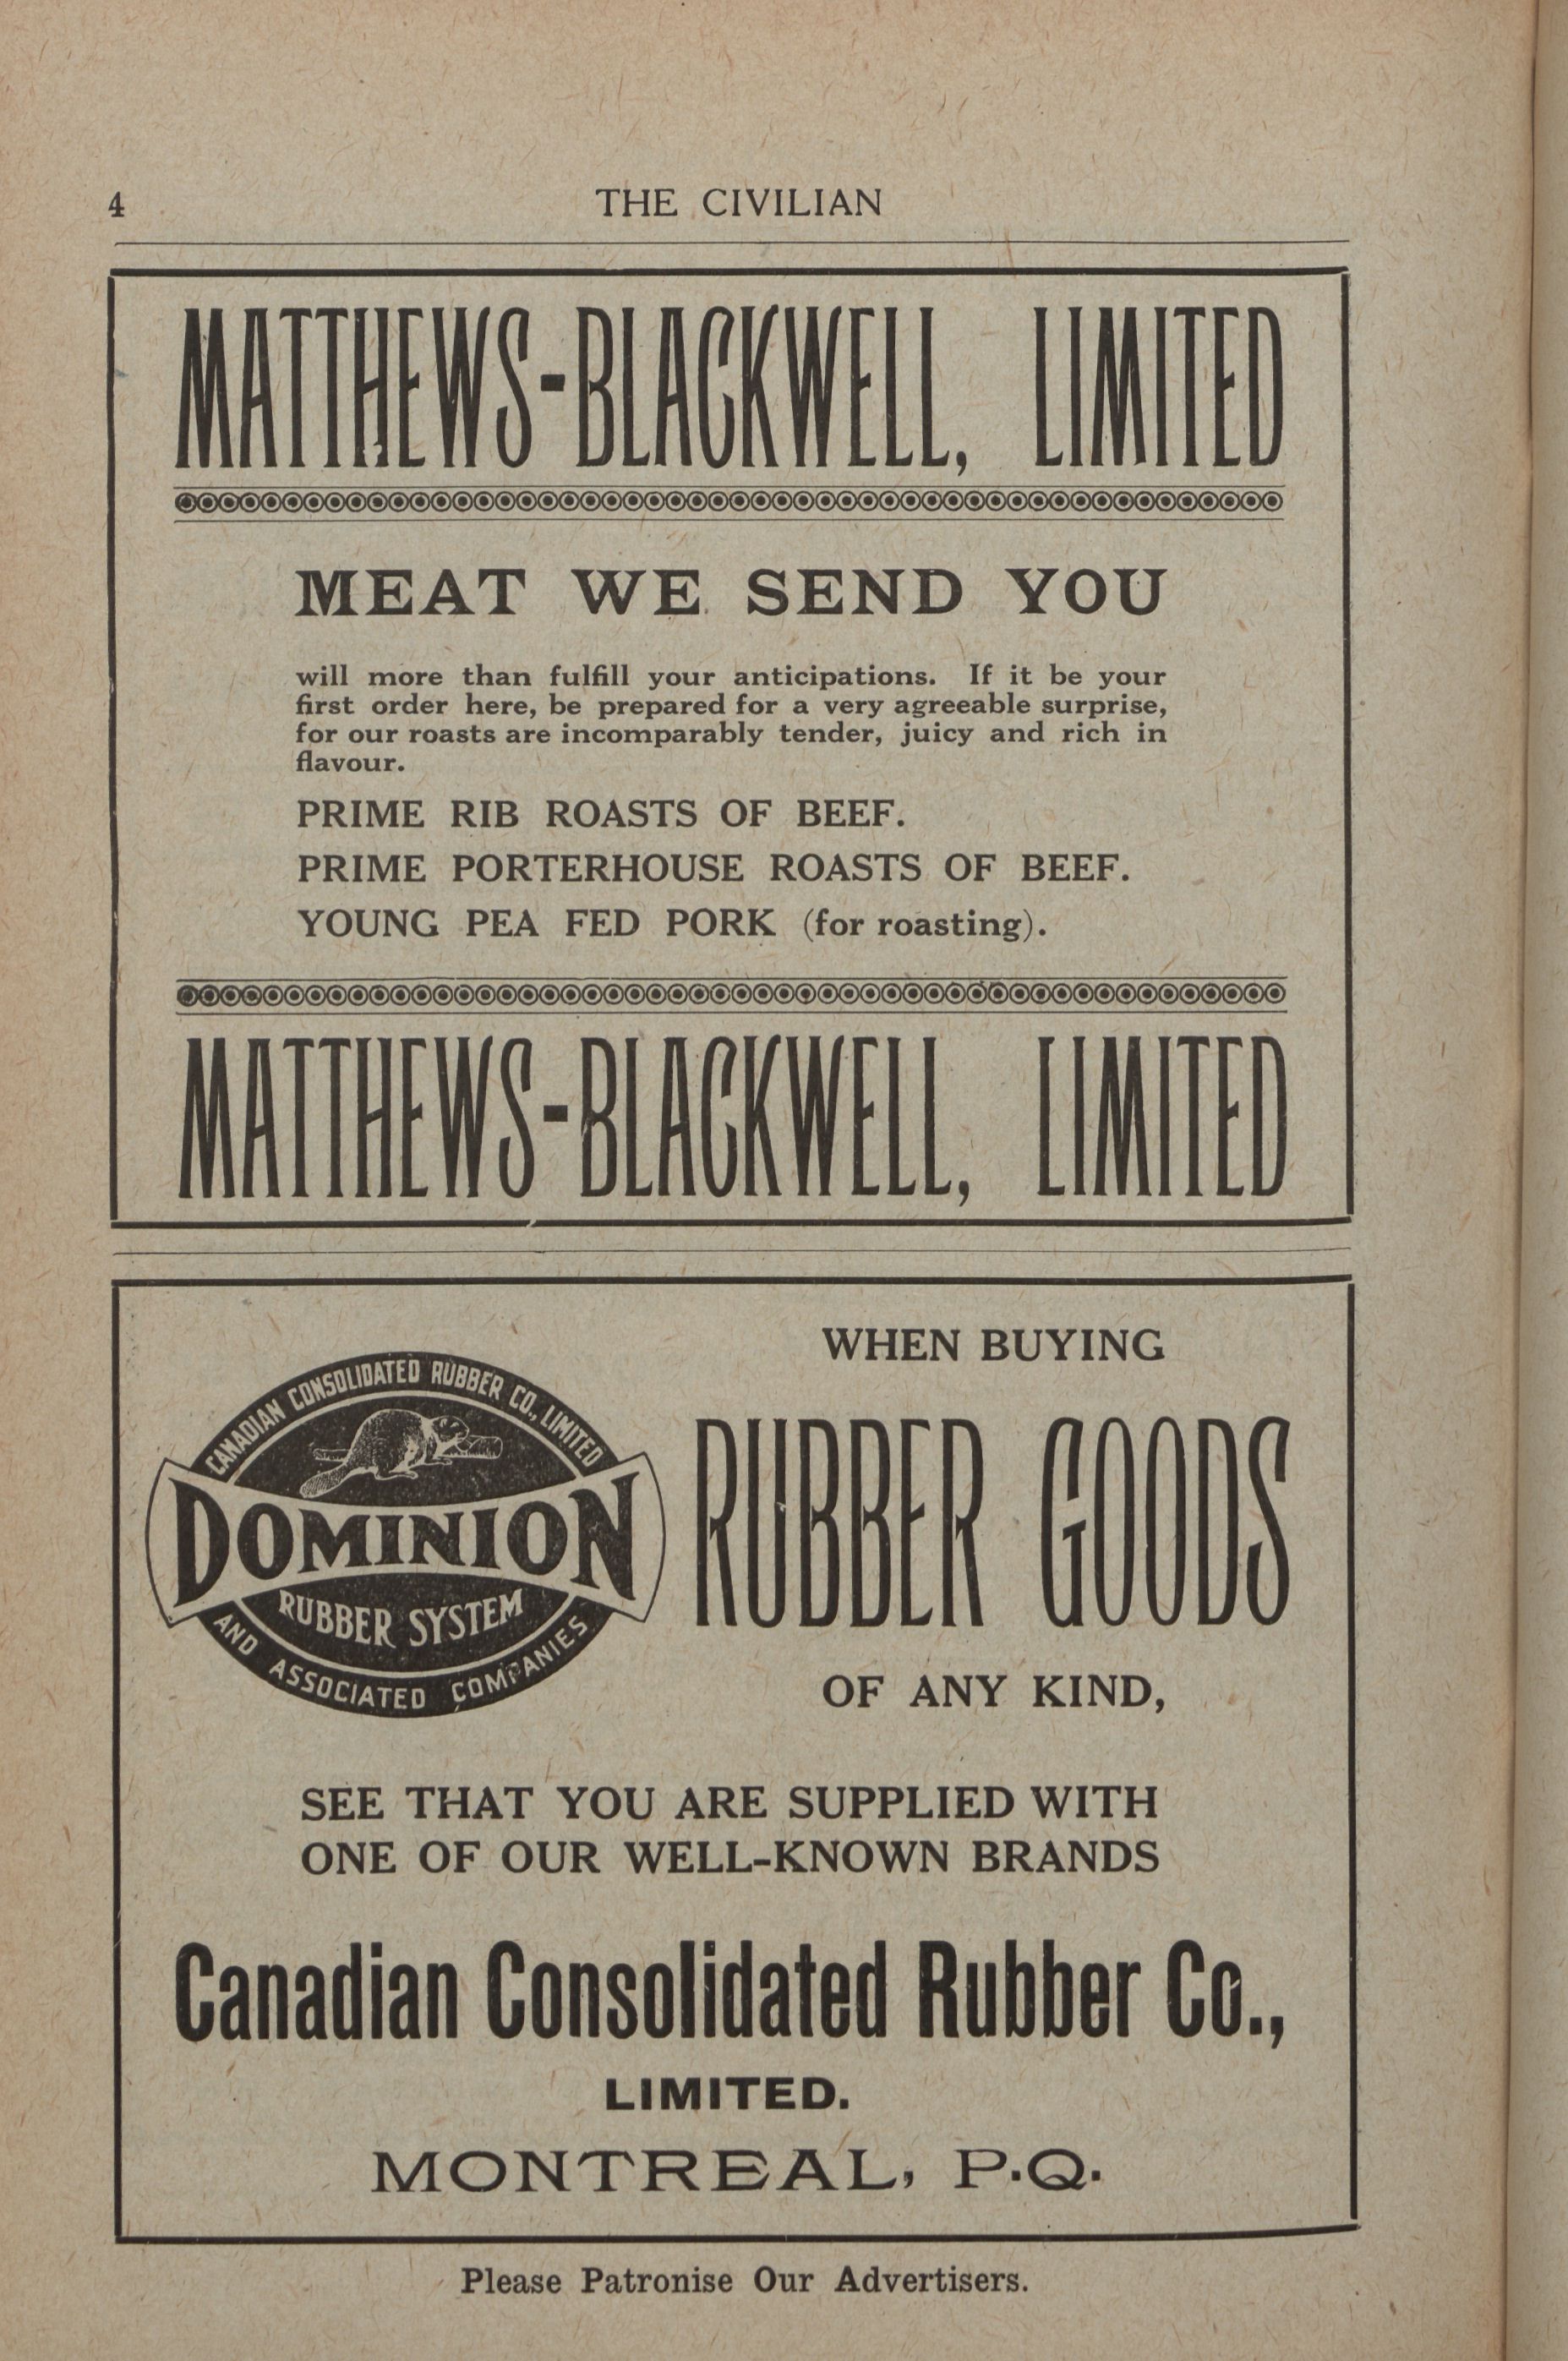 4
THE CIVILIAN
MATTHEWS-BLACKWELL, LIMITED
MEAT WE SEND YOU
will more than fulfill your anticipations. If it be your
first order here, be prepared for a very agreeable surprise,
for our roasts are incomparably tender, juicy and rich in
flavour.
PRIME RIB ROASTS OF BEEF.
PRIME PORTERHOUSE ROASTS OF BEEF.
YOUNG PEA FED PORK (for roasting).
MATTHEWS-BLACKWELL, LIMITED
CANADIAN CONSOLIDATED RUBBER CO., LIMITED
DOMINION
RUBBER SYSTEM
AND ASSOCIATED COMPANIES
WHEN BUYING
RUBBER GOODS
OF ANY KIND,
SEE THAT YOU ARE SUPPLIED WITH
ONE OF OUR WELL-KNOWN BRANDS
Canadian Consolidated Rubber Co.,
LIMITED.
MONTREAL, P.Q.
Please Patronise Our Advertisers.